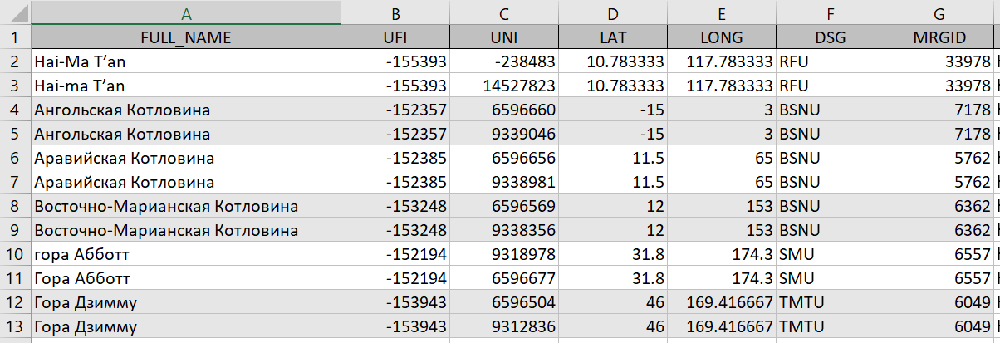 A B C D E F G
1 FULL_NAME UFI UNI LAT LONG DSG MRGID
2 Hai-Ma T’an -155393 -238483 10.783333 117.783333 RFU 33978
3 Hai-ma T’an -155393 14527823 10.783333 117.783333 RFU 33978
4 Ангольская Котловина -152357 6596660 -15 3 BSNU 7178
5 Ангольская Котловина -152357 9339046 -15 3 BSNU 7178
6 Аравийская Котловина -152385 6596656 11.5 65 BSNU 5762
7 Аравийская Котловина -152385 9338981 11.5 65 BSNU 5762
8 Восточно-Марианская Котловина -153248 6596569 12 153 BSNU 6362
9 Восточно-Марианская Котловина -153248 9338356 12 153 BSNU 6362
10 гора Абботт -152194 9318978 31.8 174.3 SMU 6557
11 Гора Абботт -152194 6596677 31.8 174.3 SMU 6557
12 Гора Дзимму -153943 6596504 46 169.416667 TMTU 6049
13 Гора Дзимму -153943 9312836 46 169.416667 TMTU 6049